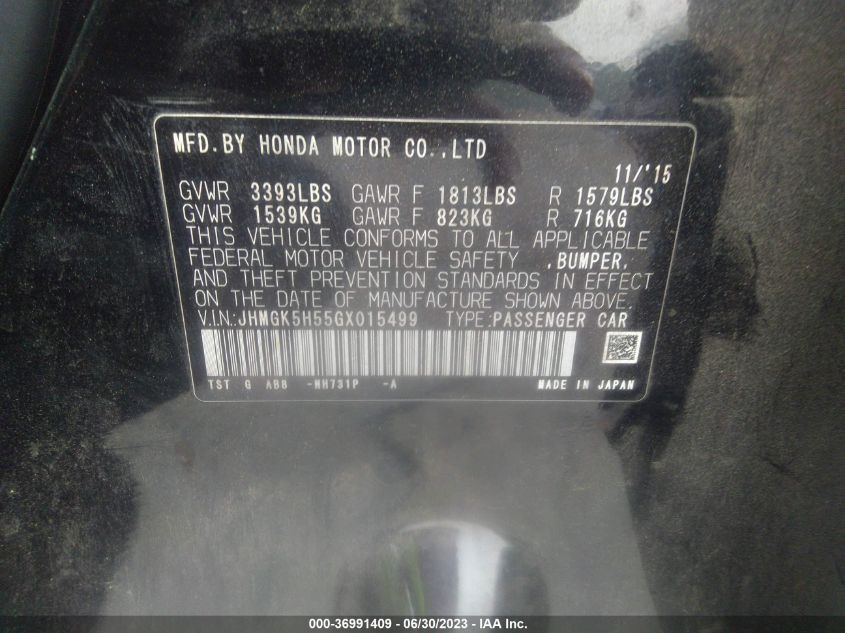 MFD.BY HONDA MOTOR CO.,LTD
11/'15
GVWR 3393LBS GAWR F 1813LBS R 1579LBS
GVWR 1539KG GAWR F 823KG R 716KG
THIS VEHICLE CONFORMS TO ALL APPLICABLE
FEDERAL MOTOR VEHICLE SAFETY ,BUMPER,
AND THEFT PREVENTION STANDARDS IN EFFECT
ON THE DATE OF MANUFACTURE SHOWN ABOVE.
V.I.N.:JHMGK5H55GX015499 TYPE:PASSENGER CAR
TST G ABB -NH731P -A MADE IN JAPAN
000-36991409 - 06/30/2023 - IAA Inc.